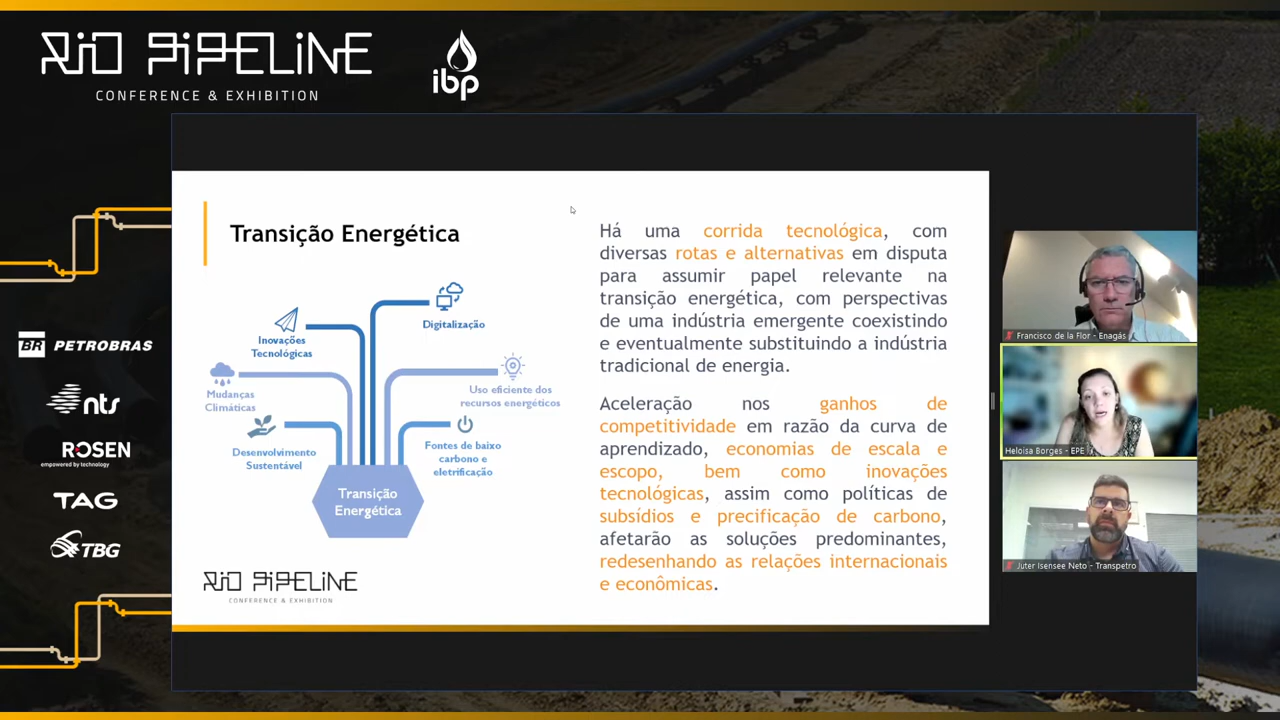 RIO PIPELINE
CONFERENCE & EXHIBITION
ibp
BR PETROBRAS
nts
ROSEN
empowered by technology
TAG
TBG
Transição Energética
Digitalização
Inovações
Tecnológicas
Mudanças
Climáticas
Uso eficiente dos
recursos energéticos
Desenvolvimento
Sustentável
Fontes de baixo
carbono e
eletrificação
Transição
Energética
RIO PIPELINE
CONFERENCE & EXHIBITION
Há uma corrida tecnológica, com
diversas rotas e alternativas em disputa
para assumir papel relevante na
transição energética, com perspectivas
de uma indústria emergente coexistindo
e eventualmente substituindo a indústria
tradicional de energia.
Aceleração nos ganhos de
competitividade em razão da curva de
aprendizado, economias de escala e
escopo, bem como inovações
tecnológicas, assim como políticas de
subsídios e precificação de carbono,
afetarão as soluções predominantes,
redesenhando as relações internacionais
e econômicas.
Francisco de la Flor - Enagás
Heloisa Borges - EPE
Juter Isensee Neto - Transpetro